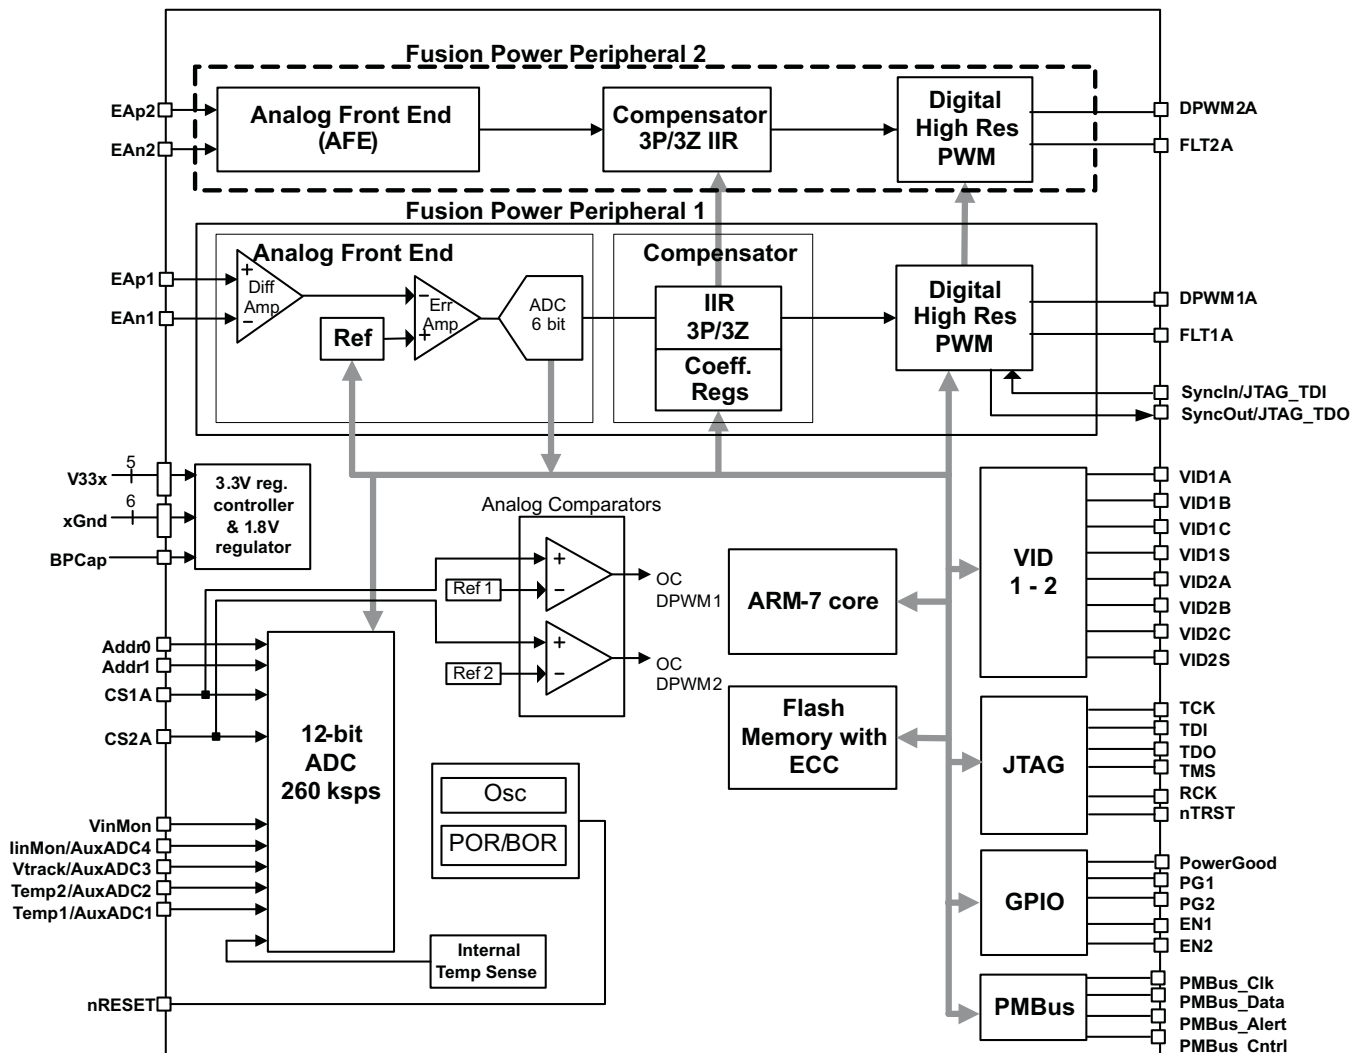 Fusion Power Peripheral 2
EAp2
EAn2
Analog Front End
(AFE)
Compensator
3P/3Z IIR
Digital
High Res
PWM
DPWM2A
FLT2A
Fusion Power Peripheral 1
Analog Front End
Compensator
EAp1
EAn1
+
Diff
Amp
−
−
Err
Amp
+
Ref
ADC
6 bit
IIR
3P/3Z
Coeff.
Regs
Digital
High Res
PWM
DPWM1A
FLT1A
SyncIn/JTAG_TDI
SyncOut/JTAG_TDO
V33x
5
xGnd
6
BPCap
3.3V reg.
controller
& 1.8V
regulator
Analog Comparators
+
−
Ref 1
OC
DPWM1
+
−
Ref 2
OC
DPWM2
ARM-7 core
Flash
Memory with
ECC
VID
1 - 2
VID1A
VID1B
VID1C
VID1S
VID2A
VID2B
VID2C
VID2S
Addr0
Addr1
CS1A
CS2A
VinMon
IinMon/AuxADC4
Vtrack/AuxADC3
Temp2/AuxADC2
Temp1/AuxADC1
nRESET
12-bit
ADC
260 ksps
Osc
POR/BOR
Internal
Temp Sense
JTAG
TCK
TDI
TDO
TMS
RCK
nTRST
GPIO
PowerGood
PG1
PG2
EN1
EN2
PMBus
PMBus_Clk
PMBus_Data
PMBus_Alert
PMBus_Cntrl